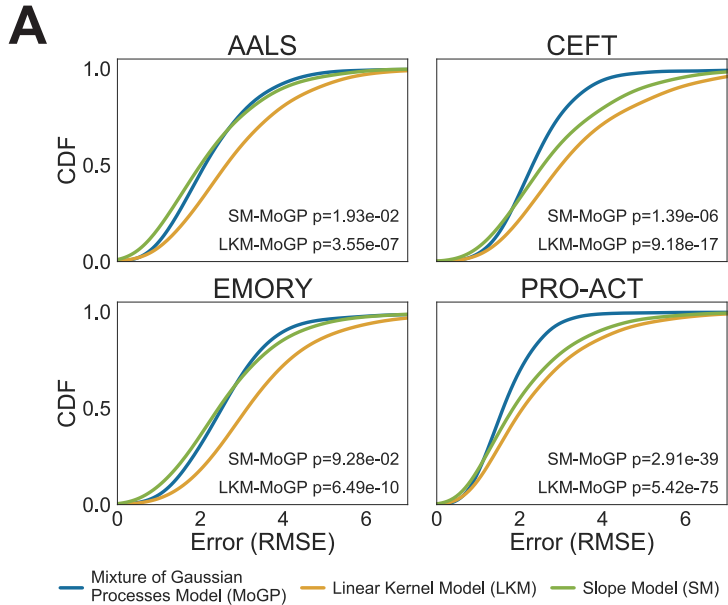 A
AALS
CEFT
1.0
CDF
0.5
0.0
SM-MoGP p=1.93e-02
LKM-MoGP p=3.55e-07
SM-MoGP p=1.39e-06
LKM-MoGP p=9.18e-17
EMORY
PRO-ACT
1.0
CDF
0.5
0.0
SM-MoGP p=9.28e-02
LKM-MoGP p=6.49e-10
SM-MoGP p=2.91e-39
LKM-MoGP p=5.42e-75
0 2 4 6
0 2 4 6
Error (RMSE)
Error (RMSE)
Mixture of Gaussian
Processes Model (MoGP)
Linear Kernel Model (LKM)
Slope Model (SM)